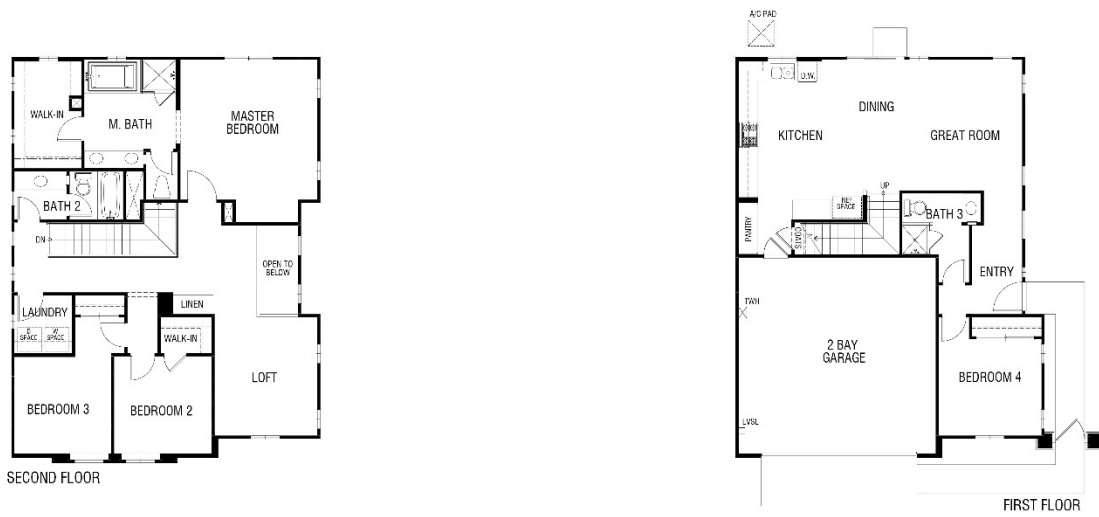 WALK-IN
M. BATH
MASTER
BEDROOM
BATH 2
DN
OPEN TO
BELOW
LAUNDRY
D
SPACE
W
SPACE
LINEN
WALK-IN
LOFT
BEDROOM 3
BEDROOM 2
SECOND FLOOR
A/C PAD
D.W.
DINING
KITCHEN
GREAT ROOM
UP
REF
SPACE
BATH 3
PANTRY
COATS
ENTRY
TWH
2 BAY
GARAGE
BEDROOM 4
LVSL
FIRST FLOOR